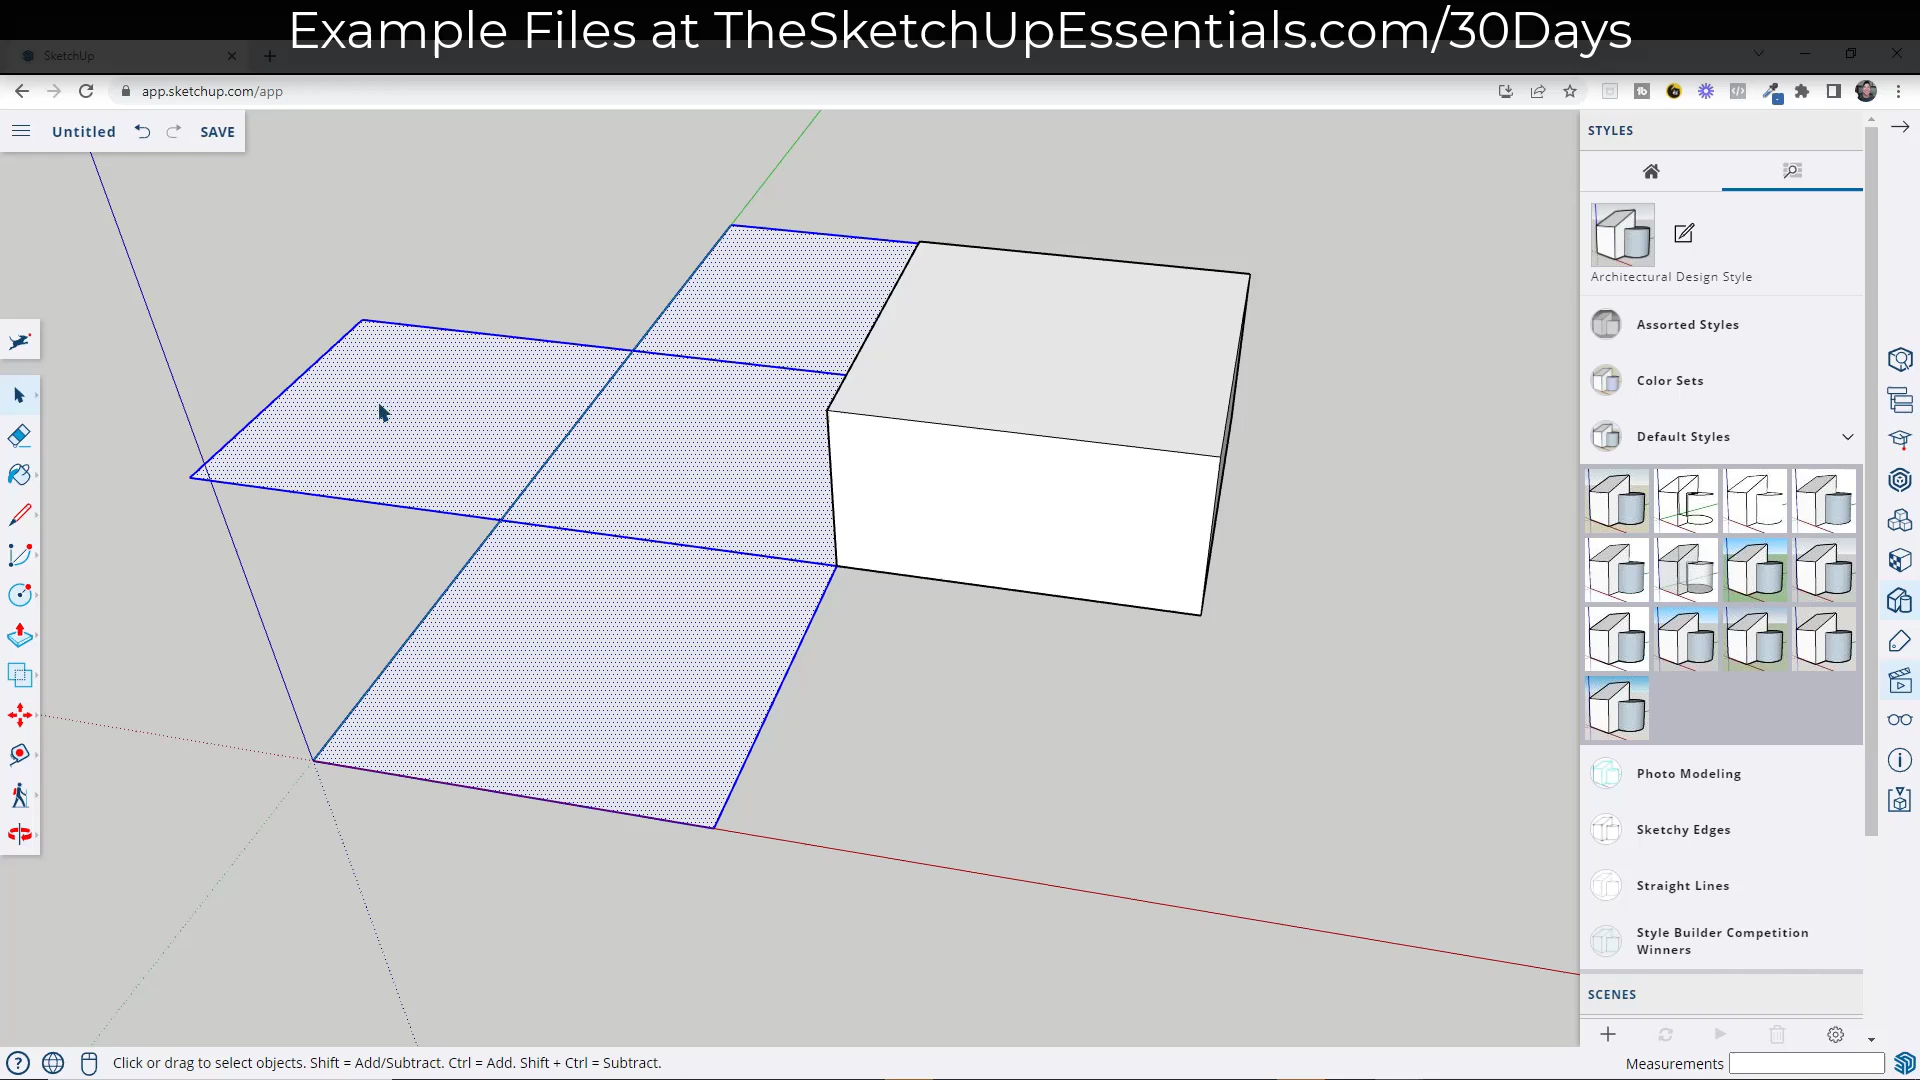 Example Files at TheSketchUpEssentials.com/30Days
SketchUp
app.sketchup.com/app
Untitled
SAVE
STYLES
Architectural Design Style
Assorted Styles
Color Sets
Default Styles
Photo Modeling
Sketchy Edges
Straight Lines
Style Builder Competition
Winners
SCENES
Click or drag to select objects. Shift = Add/Subtract. Ctrl = Add. Shift + Ctrl = Subtract.
Measurements